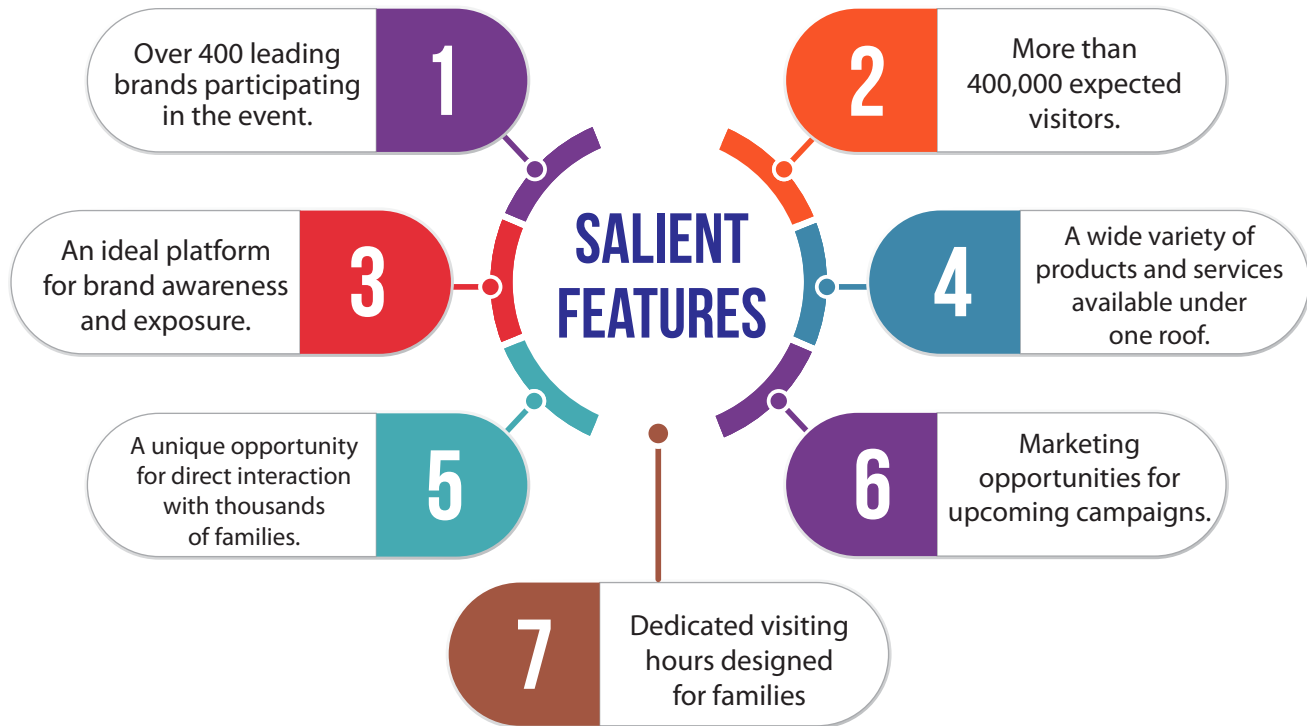 SALIENT
FEATURES
1
Over 400 leading
brands participating
in the event.
2
More than
400,000 expected
visitors.
3
An ideal platform
for brand awareness
and exposure.
4
A wide variety of
products and services
available under
one roof.
5
A unique opportunity
for direct interaction
with thousands
of families.
6
Marketing
opportunities for
upcoming campaigns.
7
Dedicated visiting
hours designed
for families